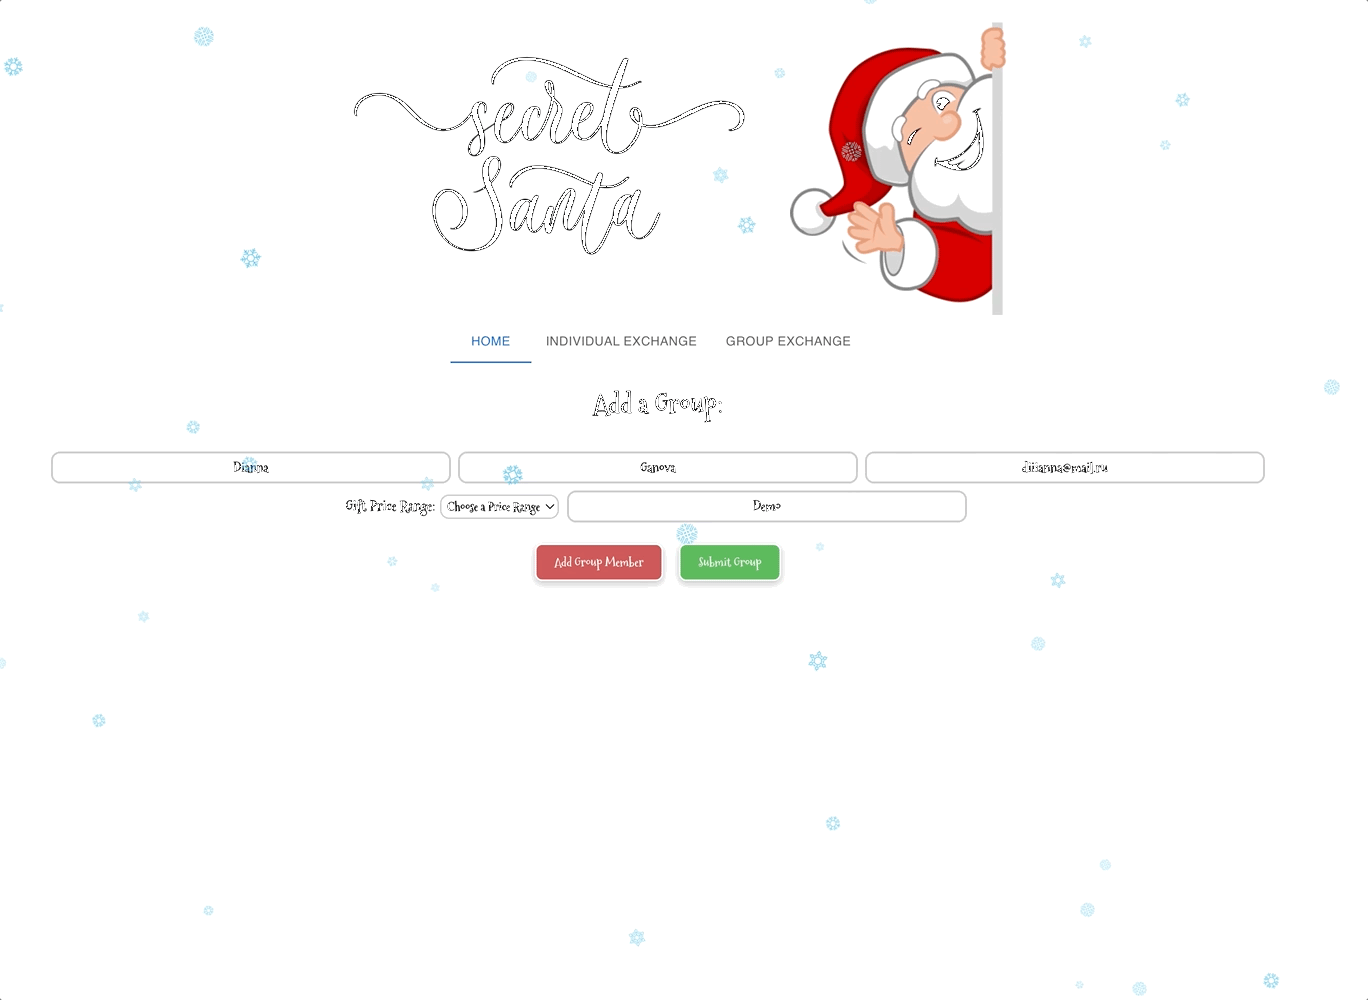 secret
Santa
HOME INDIVIDUAL EXCHANGE GROUP EXCHANGE
Add a Group:
Dianna Ganova diiianna@mail.ru
Gift Price Range: Choose a Price Range Demo
Add Group Member Submit Group